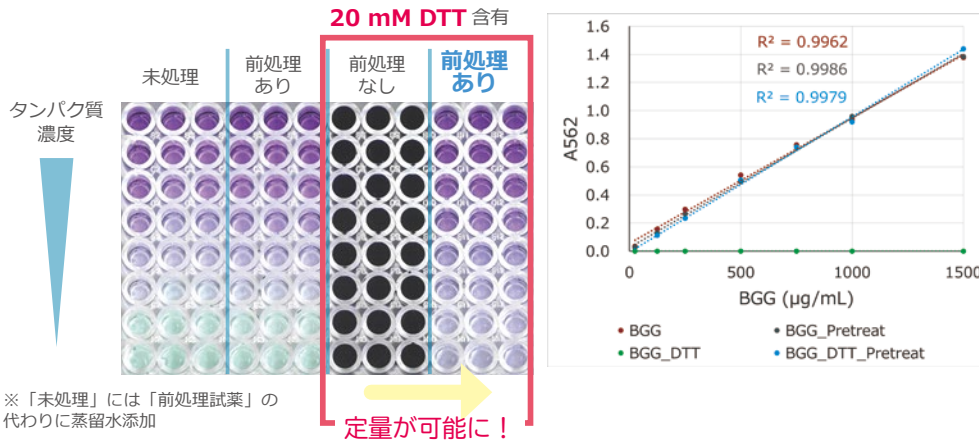 20 mM DTT 含有
未処理
前処理
あり
前処理
なし
前処理
あり
タンパク質
濃度
※「未処理」には「前処理試薬」の
代わりに蒸留水添加
定量が可能に！
R² = 0.9962
R² = 0.9986
R² = 0.9979
A562
1.6
1.4
1.2
1.0
0.8
0.6
0.4
0.2
0.0
0 500 1000 1500
BGG (µg/mL)
BGG BGG_Pretreat
BGG_DTT BGG_DTT_Pretreat